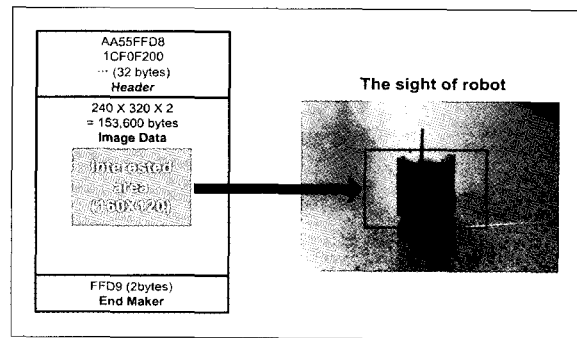 AA55FFD8
1CF0F200
··· (32 bytes)
Header
240 X 320 X 2
= 153,600 bytes
Image Data
Interested
area
(160X120)
FFD9 (2bytes)
End Maker
The sight of robot